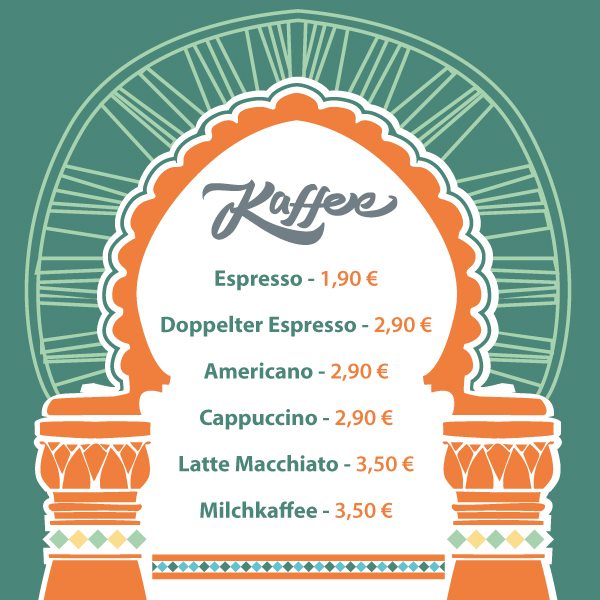 Kaffee
Espresso - 1,90 €
Doppelter Espresso - 2,90 €
Americano - 2,90 €
Cappuccino - 2,90 €
Latte Macchiato - 3,50 €
Milchkaffee - 3,50 €